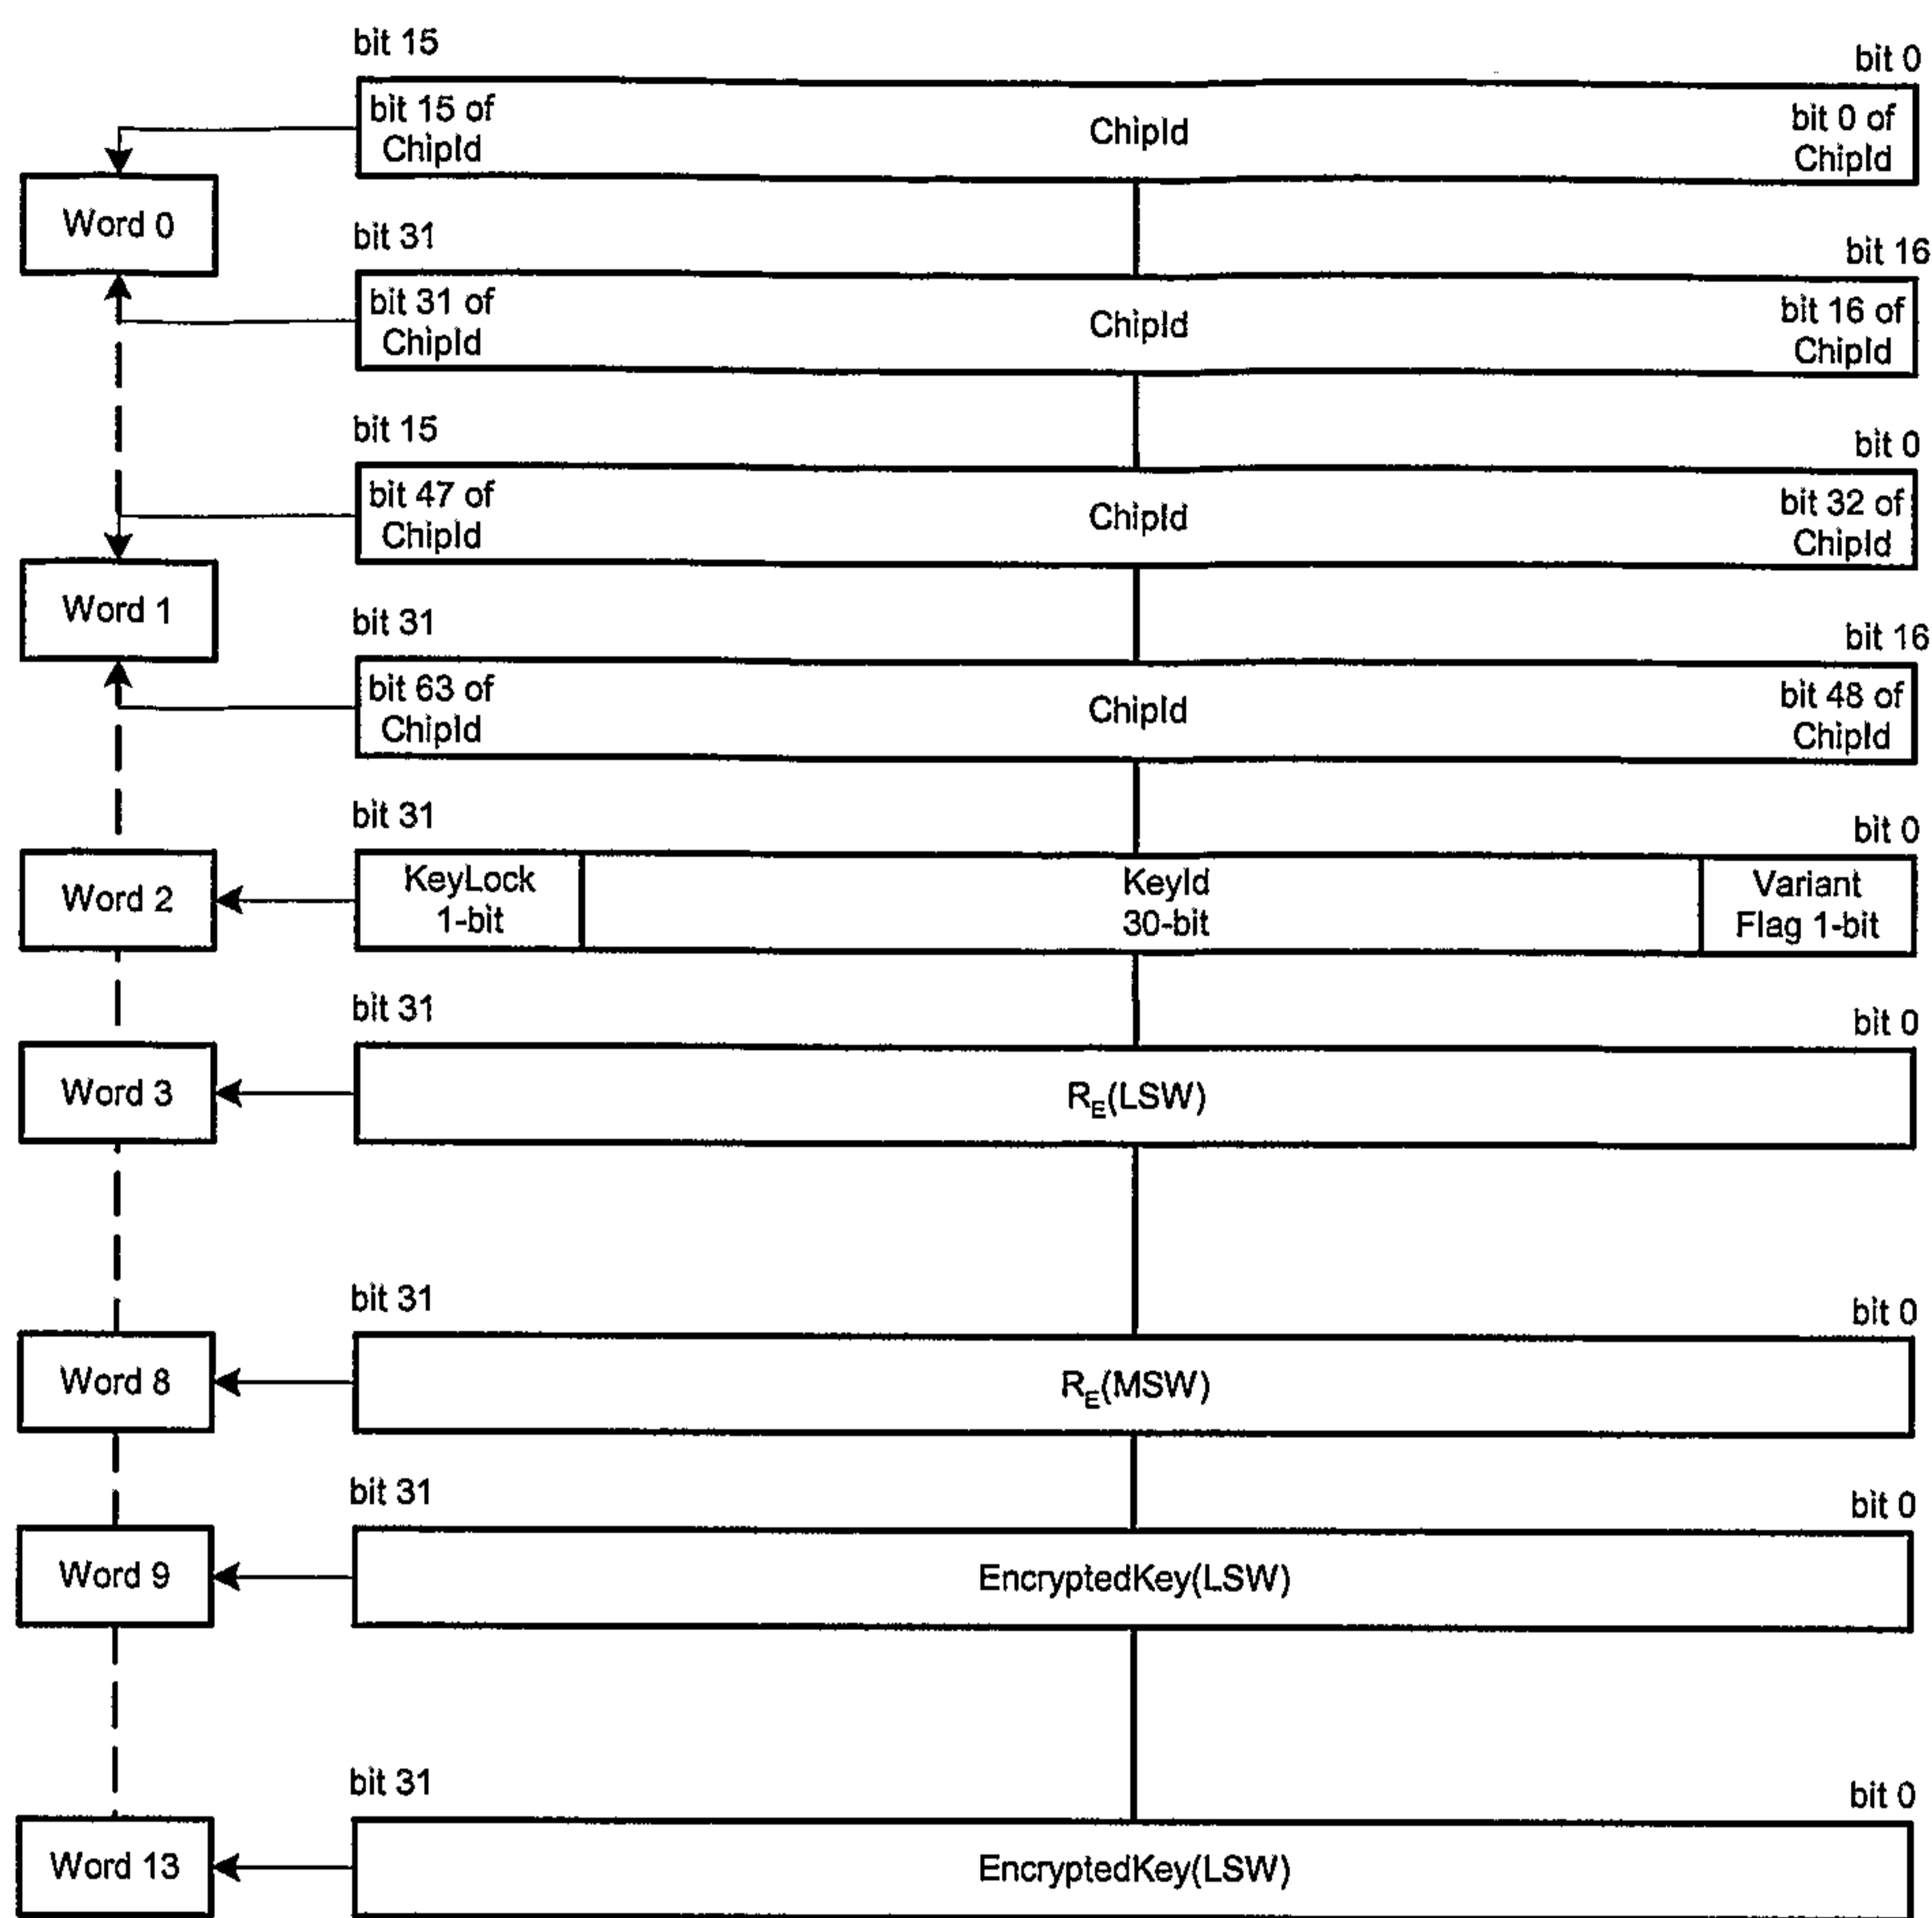 bit 15
bit 0
bit 15 of
ChipId
ChipId
bit 0 of
ChipId
Word 0
bit 31
bit 16
bit 31 of
ChipId
ChipId
bit 16 of
ChipId
bit 15
bit 0
bit 47 of
ChipId
ChipId
bit 32 of
ChipId
Word 1
bit 31
bit 16
bit 63 of
ChipId
ChipId
bit 48 of
ChipId
bit 31
bit 0
Word 2
KeyLock
1-bit
KeyId
30-bit
Variant
Flag 1-bit
bit 31
bit 0
Word 3
R_E(LSW)
bit 31
bit 0
Word 8
R_E(MSW)
bit 31
bit 0
Word 9
EncryptedKey(LSW)
bit 31
bit 0
Word 13
EncryptedKey(LSW)